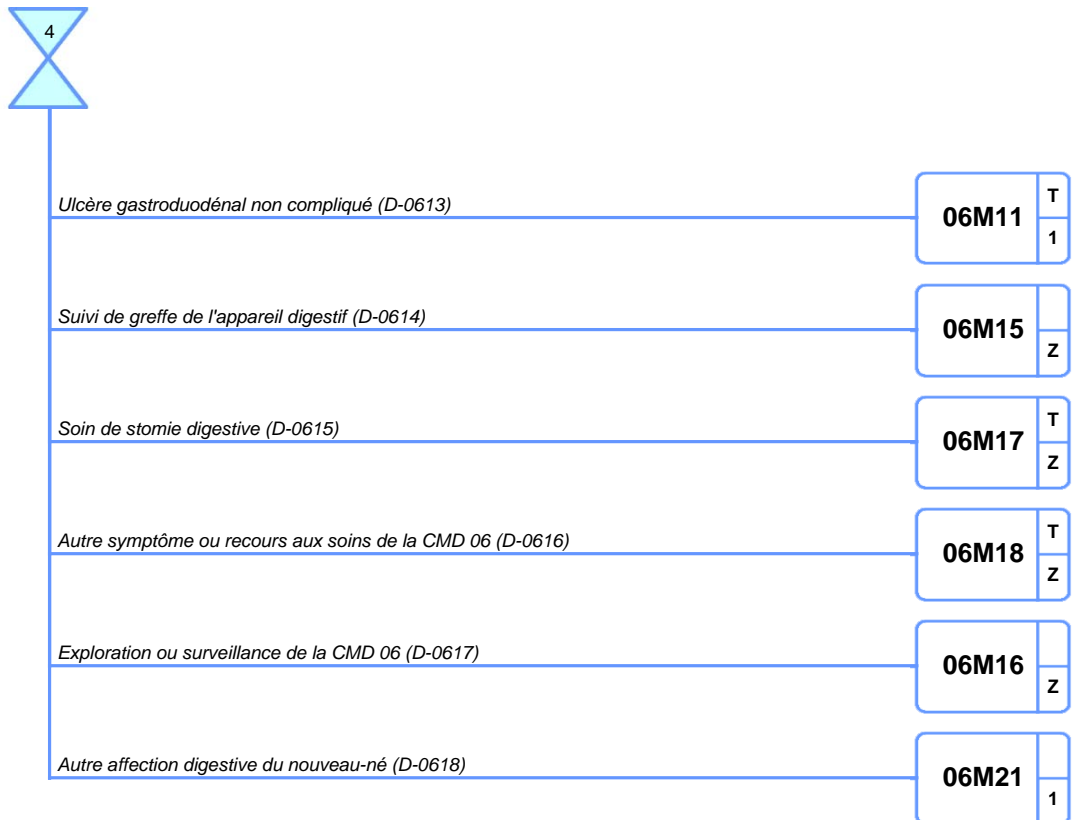 4
Ulcère gastroduodénal non compliqué (D-0613)
06M11
T
1
Suivi de greffe de l'appareil digestif (D-0614)
06M15
Z
Soin de stomie digestive (D-0615)
06M17
T
Z
Autre symptôme ou recours aux soins de la CMD 06 (D-0616)
06M18
T
Z
Exploration ou surveillance de la CMD 06 (D-0617)
06M16
Z
Autre affection digestive du nouveau-né (D-0618)
06M21
1